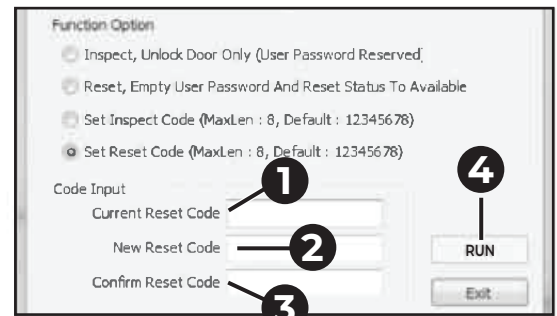 Function Option
Inspect, Unlock Door Only (User Password Reserved)
Reset, Empty User Password And Reset Status To Available
Set Inspect Code (MaxLen : 8, Default : 12345678)
Set Reset Code (MaxLen : 8, Default : 12345678)
Code Input
1
4
Current Reset Code
New Reset Code
2
RUN
Confirm Reset Code
3
Exit